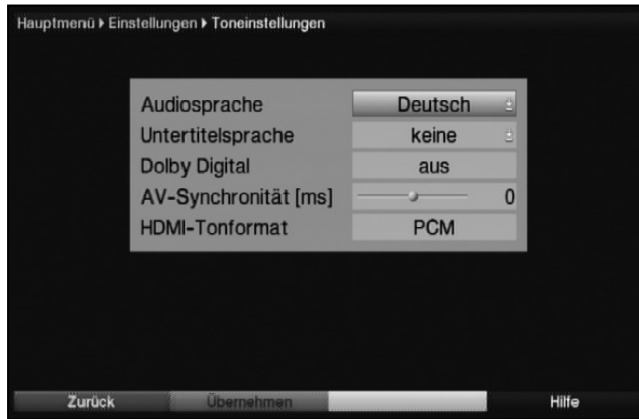 Hauptmenü ▸ Einstellungen ▸ Toneinstellungen
Audiosprache Deutsch
Untertitelsprache keine
Dolby Digital aus
AV-Synchronität [ms] 0
HDMI-Tonformat PCM
Zurück Übernehmen Hilfe